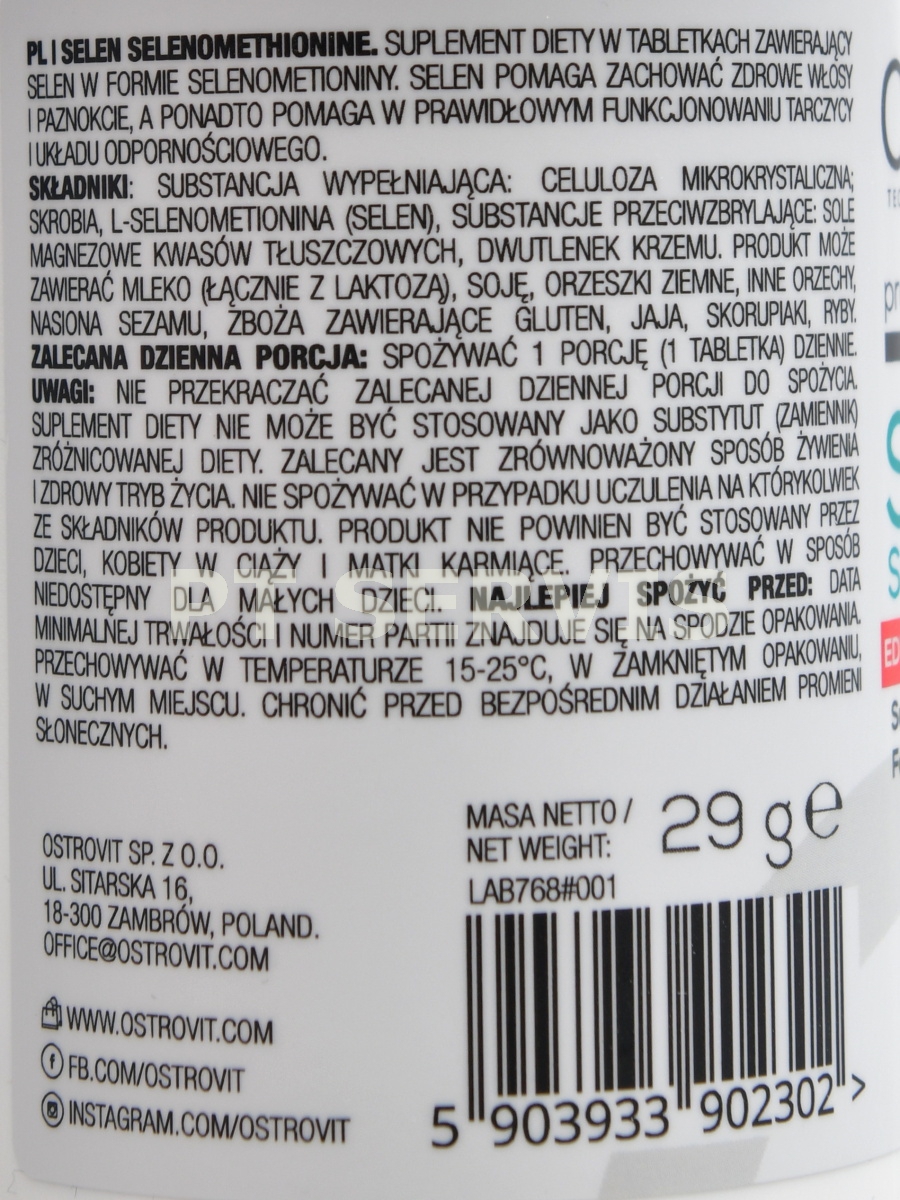 PL | SELEN SELENOMETHIONINE. SUPLEMENT DIETY W TABLETKACH ZAWIERAJĄCY
SELEN W FORMIE SELENOMETIONINY. SELEN POMAGA ZACHOWAĆ ZDROWE WŁOSY
I PAZNOKCIE, A PONADTO POMAGA W PRAWIDŁOWYM FUNKCJONOWANIU TARCZYCY
I UKŁADU ODPORNOŚCIOWEGO.
SKŁADNIKI: SUBSTANCJA WYPEŁNIAJĄCA: CELULOZA MIKROKRYSTALICZNA;
SKROBIA, L-SELENOMETIONINA (SELEN), SUBSTANCJE PRZECIWZBRYLAJĄCE: SOLE
MAGNEZOWE KWASÓW TŁUSZCZOWYCH, DWUTLENEK KRZEMU. PRODUKT MOŻE
ZAWIERAĆ MLEKO (ŁĄCZNIE Z LAKTOZĄ), SOJĘ, ORZESZKI ZIEMNE, INNE ORZECHY,
NASIONA SEZAMU, ZBOŻA ZAWIERAJĄCE GLUTEN, JAJA, SKORUPIAKI, RYBY.
ZALECANA DZIENNA PORCJA: SPOŻYWAĆ 1 PORCJĘ (1 TABLETKA) DZIENNIE.
UWAGI: NIE PRZEKRACZAĆ ZALECANEJ DZIENNEJ PORCJI DO SPOŻYCIA.
SUPLEMENT DIETY NIE MOŻE BYĆ STOSOWANY JAKO SUBSTYTUT (ZAMIENNIK)
ZRÓŻNICOWANEJ DIETY. ZALECANY JEST ZRÓWNOWAŻONY SPOSÓB ŻYWIENIA
I ZDROWY TRYB ŻYCIA. NIE SPOŻYWAĆ W PRZYPADKU UCZULENIA NA KTÓRYKOLWIEK
ZE SKŁADNIKÓW PRODUKTU. PRODUKT NIE POWINIEN BYĆ STOSOWANY PRZEZ
DZIECI, KOBIETY W CIĄŻY I MATKI KARMIĄCE. PRZECHOWYWAĆ W SPOSÓB
NIEDOSTĘPNY DLA MAŁYCH DZIECI. NAJLEPIEJ SPOŻYĆ PRZED: DATA
MINIMALNEJ TRWAŁOŚCI I NUMER PARTII ZNAJDUJE SIĘ NA SPODZIE OPAKOWANIA.
PRZECHOWYWAĆ W TEMPERATURZE 15-25°C, W ZAMKNIĘTYM OPAKOWANIU,
W SUCHYM MIEJSCU. CHRONIĆ PRZED BEZPOŚREDNIM DZIAŁANIEM PROMIENI
SŁONECZNYCH.
PT SERVIS
MASA NETTO /
NET WEIGHT:
29 g e
LAB768#001
OSTROVIT SP. Z O.O.
UL. SITARSKA 16,
18-300 ZAMBRÓW, POLAND.
OFFICE@OSTROVIT.COM
WWW.OSTROVIT.COM
FB.COM/OSTROVIT
INSTAGRAM.COM/OSTROVIT
5 903933 902302 >